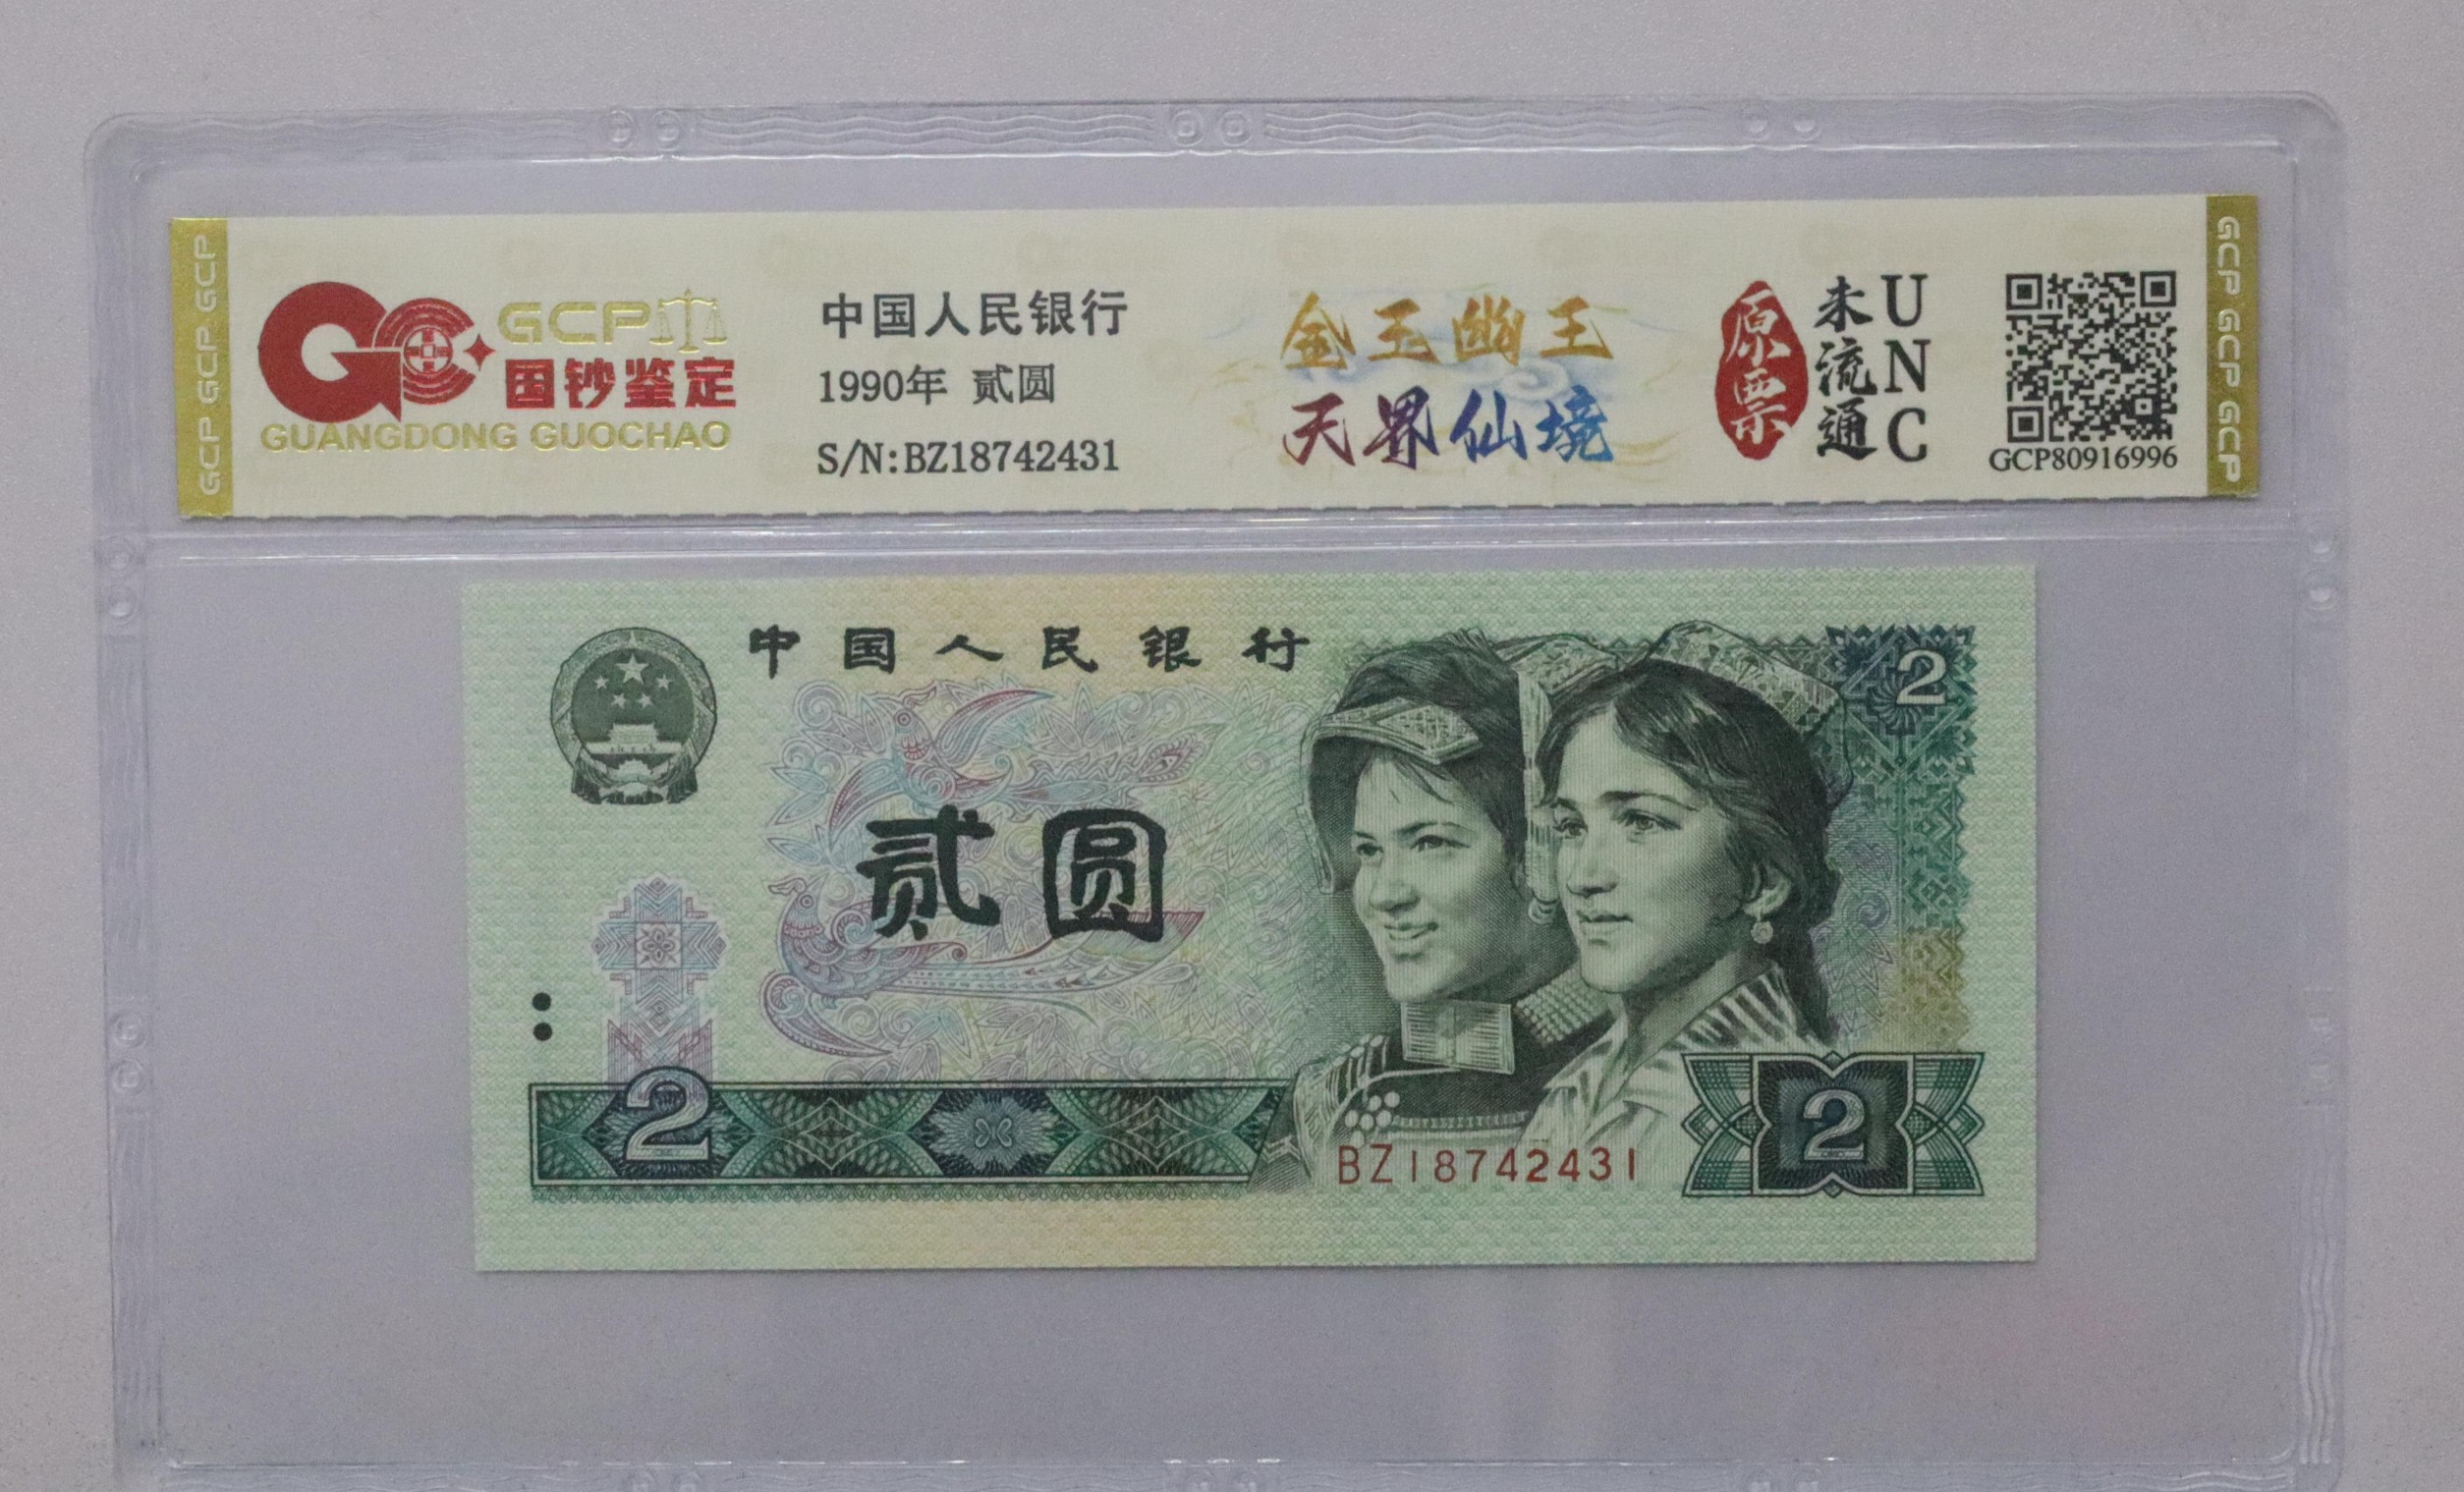 GCP GCP GCP
GCP
国钞鉴定
GUANGDONG GUOCHAO
中国人民银行
1990年 贰圆
S/N:BZ18742431
金玉幽王
天界仙境
原票
未流通
UNC
GCP80916996
GCP GCP GCP
中国人民银行
2
贰圆
2
BZ18742431
2